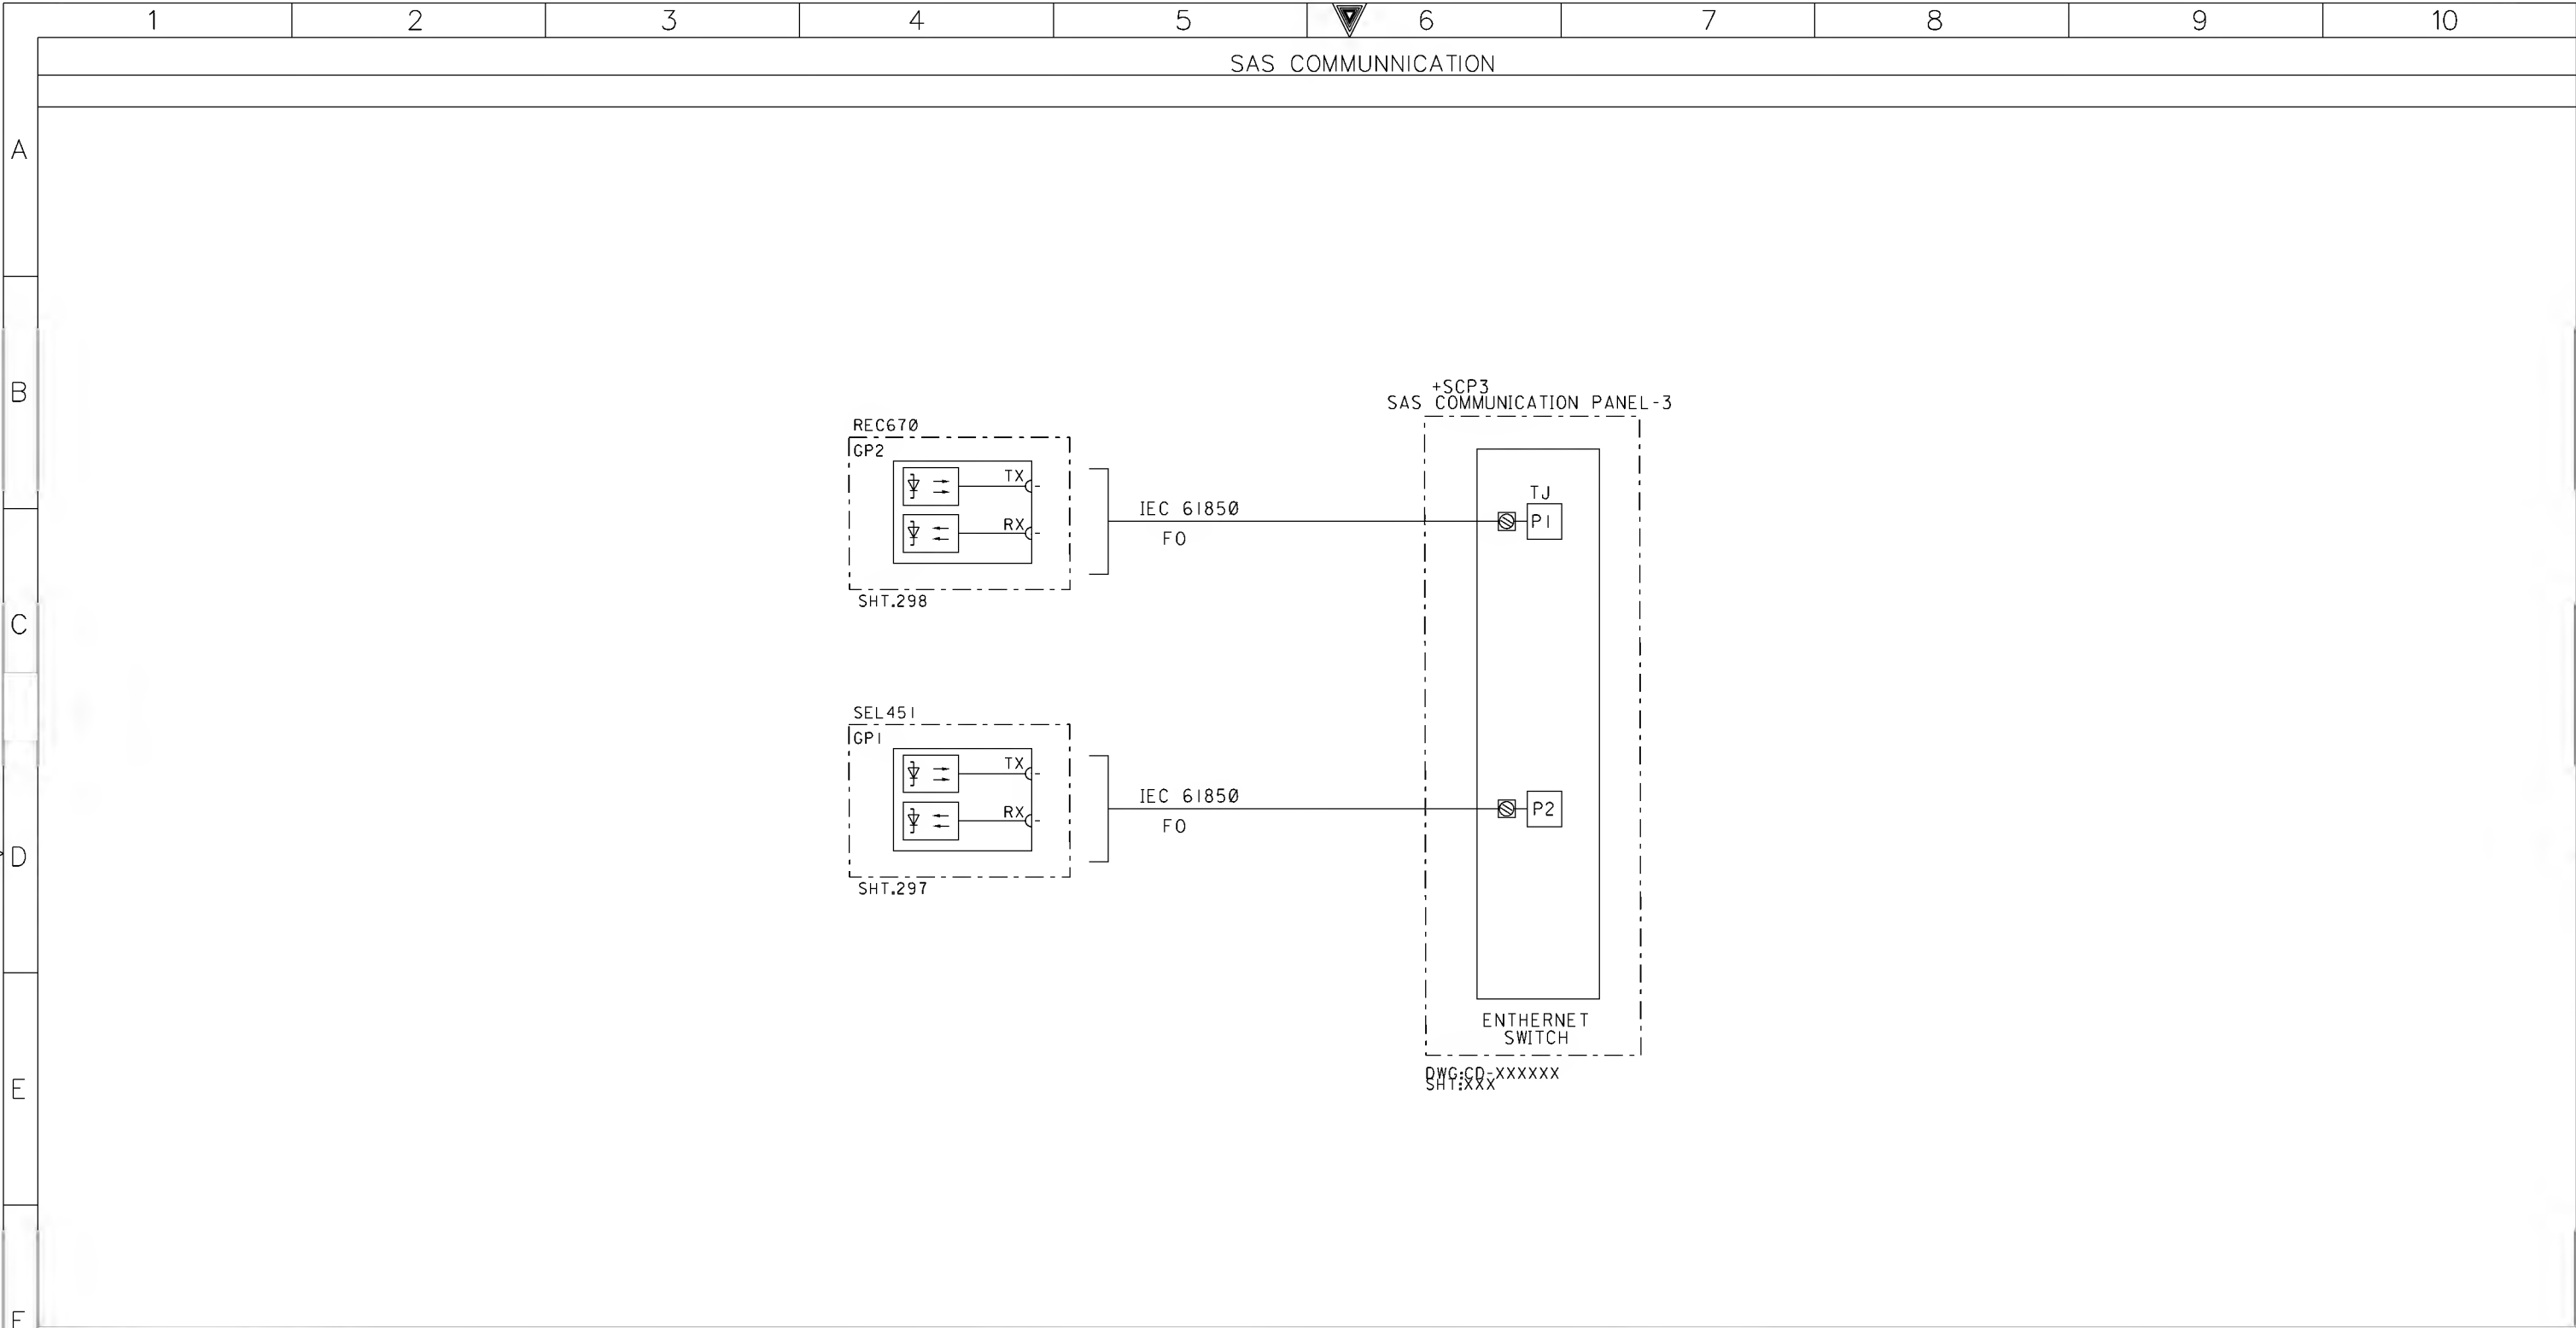 1 2 3 4 5 6 7 8 9 10
SAS COMMUNNICATION
A
B
C
D
E
F
REC670
GP2
TX
RX
SHT.298
IEC 61850
FO
SEL451
GP1
TX
RX
SHT.297
IEC 61850
FO
+SCP3
SAS COMMUNICATION PANEL-3
TJ
P1
P2
ENTHERNET
SWITCH
DWG:CD-XXXXXX
SHT:XXX